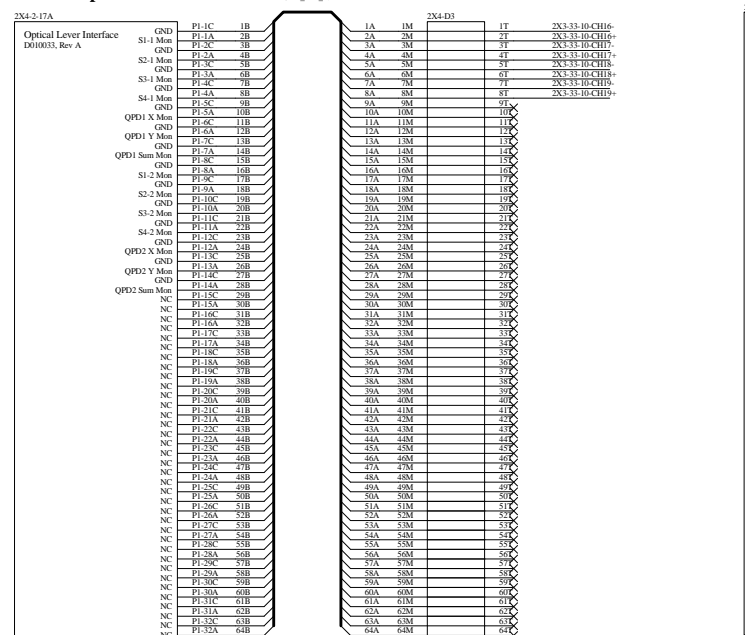 2X4-2-17A 2X4-D3
Optical Lever Interface
D010033, Rev A
GND P1-1C 1B 1A 1M 1T 2X3-33-10-CH16-
S1-1 Mon P1-1A 2B 2A 2M 2T 2X3-33-10-CH16+
GND P1-2C 3B 3A 3M 3T 2X3-33-10-CH17-
S2-1 Mon P1-2A 4B 4A 4M 4T 2X3-33-10-CH17+
GND P1-3C 5B 5A 5M 5T 2X3-33-10-CH18-
S3-1 Mon P1-3A 6B 6A 6M 6T 2X3-33-10-CH18+
GND P1-4C 7B 7A 7M 7T 2X3-33-10-CH19-
S4-1 Mon P1-4A 8B 8A 8M 8T 2X3-33-10-CH19+
GND P1-5C 9B 9A 9M 9T
QPD1 X Mon P1-5A 10B 10A 10M 10T
GND P1-6C 11B 11A 11M 11T
QPD1 Y Mon P1-6A 12B 12A 12M 12T
GND P1-7C 13B 13A 13M 13T
QPD1 Sum Mon P1-7A 14B 14A 14M 14T
GND P1-8C 15B 15A 15M 15T
S1-2 Mon P1-8A 16B 16A 16M 16T
GND P1-9C 17B 17A 17M 17T
S2-2 Mon P1-9A 18B 18A 18M 18T
GND P1-10C 19B 19A 19M 19T
S3-2 Mon P1-10A 20B 20A 20M 20T
GND P1-11C 21B 21A 21M 21T
S4-2 Mon P1-11A 22B 22A 22M 22T
GND P1-12C 23B 23A 23M 23T
QPD2 X Mon P1-12A 24B 24A 24M 24T
GND P1-13C 25B 25A 25M 25T
QPD2 Y Mon P1-13A 26B 26A 26M 26T
GND P1-14C 27B 27A 27M 27T
QPD2 Sum Mon P1-14A 28B 28A 28M 28T
NC P1-15C 29B 29A 29M 29T
NC P1-15A 30B 30A 30M 30T
NC P1-16C 31B 31A 31M 31T
NC P1-16A 32B 32A 32M 32T
NC P1-17C 33B 33A 33M 33T
NC P1-17A 34B 34A 34M 34T
NC P1-18C 35B 35A 35M 35T
NC P1-18A 36B 36A 36M 36T
NC P1-19C 37B 37A 37M 37T
NC P1-19A 38B 38A 38M 38T
NC P1-20C 39B 39A 39M 39T
NC P1-20A 40B 40A 40M 40T
NC P1-21C 41B 41A 41M 41T
NC P1-21A 42B 42A 42M 42T
NC P1-22C 43B 43A 43M 43T
NC P1-22A 44B 44A 44M 44T
NC P1-23C 45B 45A 45M 45T
NC P1-23A 46B 46A 46M 46T
NC P1-24C 47B 47A 47M 47T
NC P1-24A 48B 48A 48M 48T
NC P1-25C 49B 49A 49M 49T
NC P1-25A 50B 50A 50M 50T
NC P1-26C 51B 51A 51M 51T
NC P1-26A 52B 52A 52M 52T
NC P1-27C 53B 53A 53M 53T
NC P1-27A 54B 54A 54M 54T
NC P1-28C 55B 55A 55M 55T
NC P1-28A 56B 56A 56M 56T
NC P1-29C 57B 57A 57M 57T
NC P1-29A 58B 58A 58M 58T
NC P1-30C 59B 59A 59M 59T
NC P1-30A 60B 60A 60M 60T
NC P1-31C 61B 61A 61M 61T
NC P1-31A 62B 62A 62M 62T
NC P1-32C 63B 63A 63M 63T
NC P1-32A 64B 64A 64M 64T